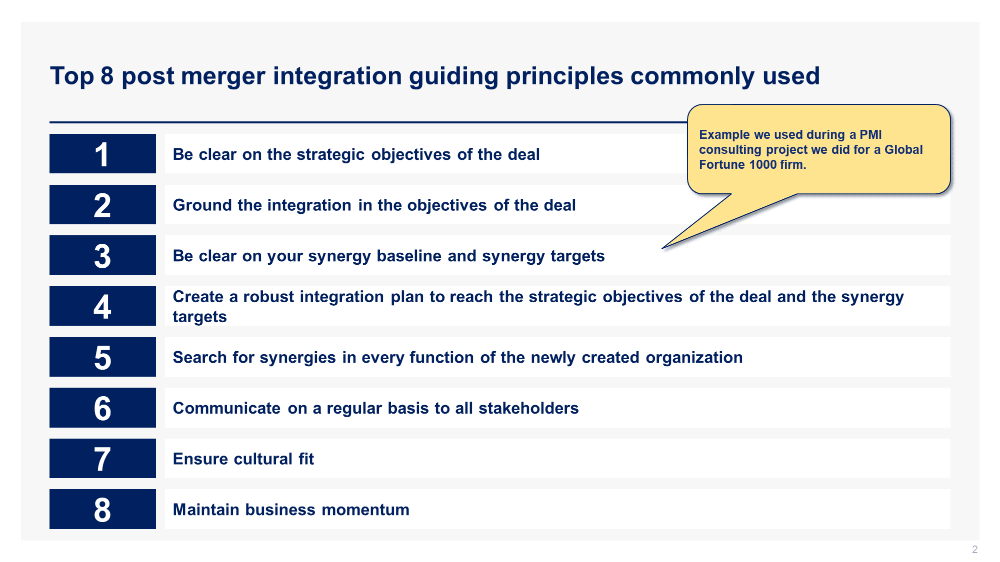 Top 8 post merger integration guiding principles commonly used
Example we used during a PMI
consulting project we did for a Global
Fortune 1000 firm.
1
Be clear on the strategic objectives of the deal
2
Ground the integration in the objectives of the deal
3
Be clear on your synergy baseline and synergy targets
4
Create a robust integration plan to reach the strategic objectives of the deal and the synergy
targets
5
Search for synergies in every function of the newly created organization
6
Communicate on a regular basis to all stakeholders
7
Ensure cultural fit
8
Maintain business momentum
2